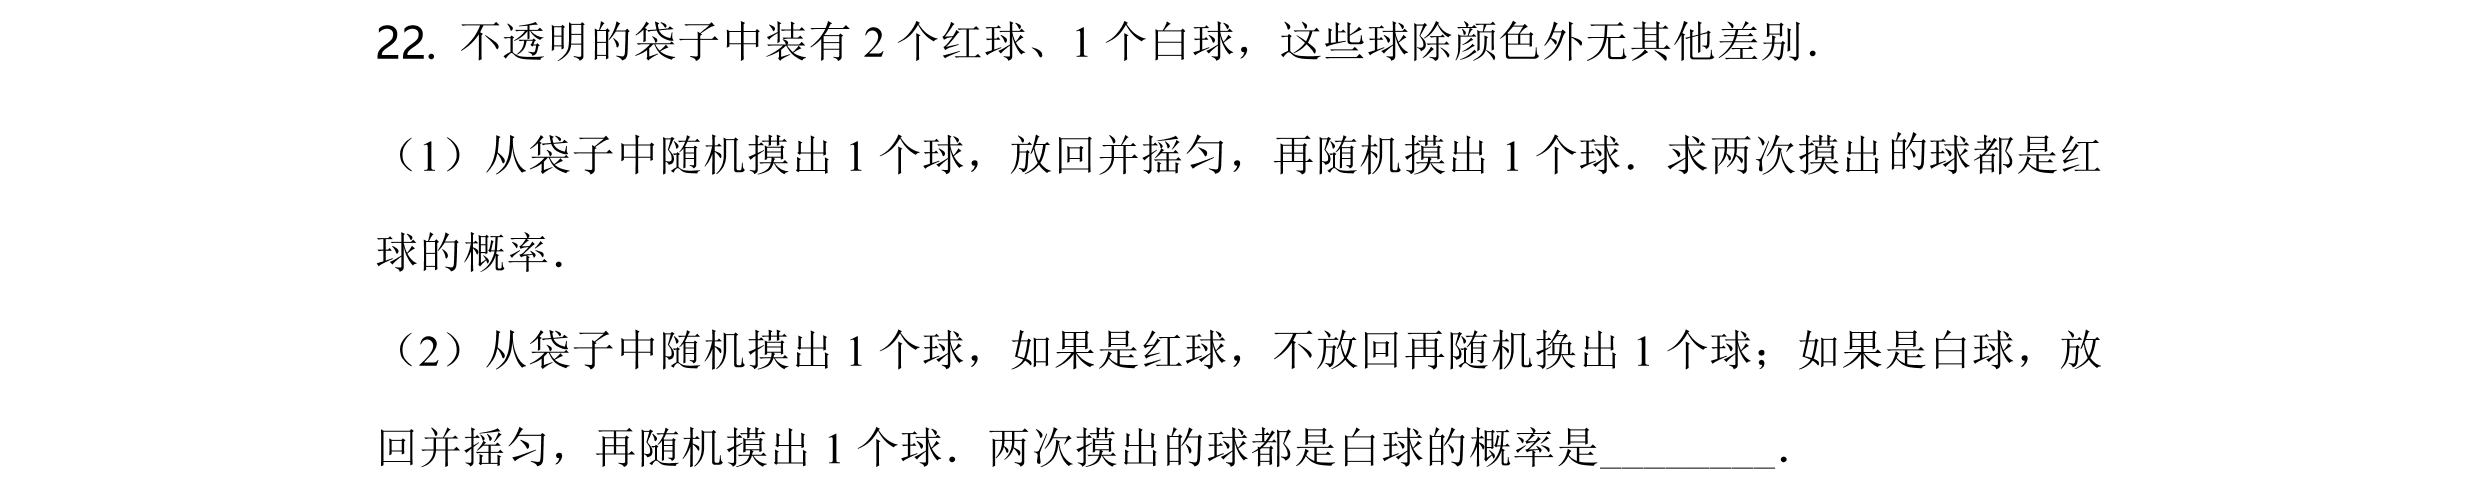 22. 不透明的袋子中装有 2 个红球、1 个白球，这些球除颜色外无其他差别．
（1）从袋子中随机摸出 1 个球，放回并摇匀，再随机摸出 1 个球．求两次摸出的球都是红
球的概率．
（2）从袋子中随机摸出 1 个球，如果是红球，不放回再随机换出 1 个球；如果是白球，放
回并摇匀，再随机摸出 1 个球．两次摸出的球都是白球的概率是________．